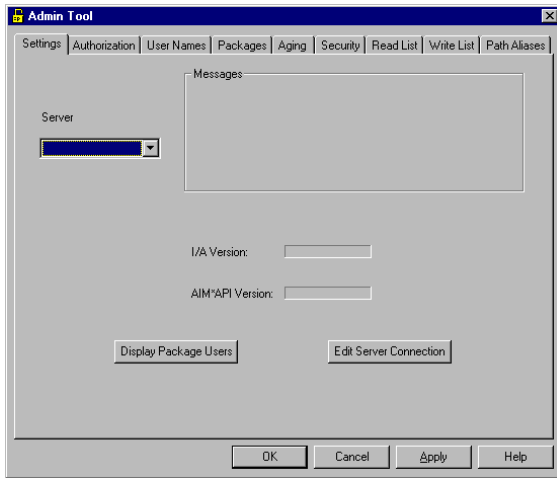 Admin Tool
Settings Authorization User Names Packages Aging Security Read List Write List Path Aliases
Messages
Server
I/A Version:
AIM*API Version:
Display Package Users Edit Server Connection
OK Cancel Apply Help